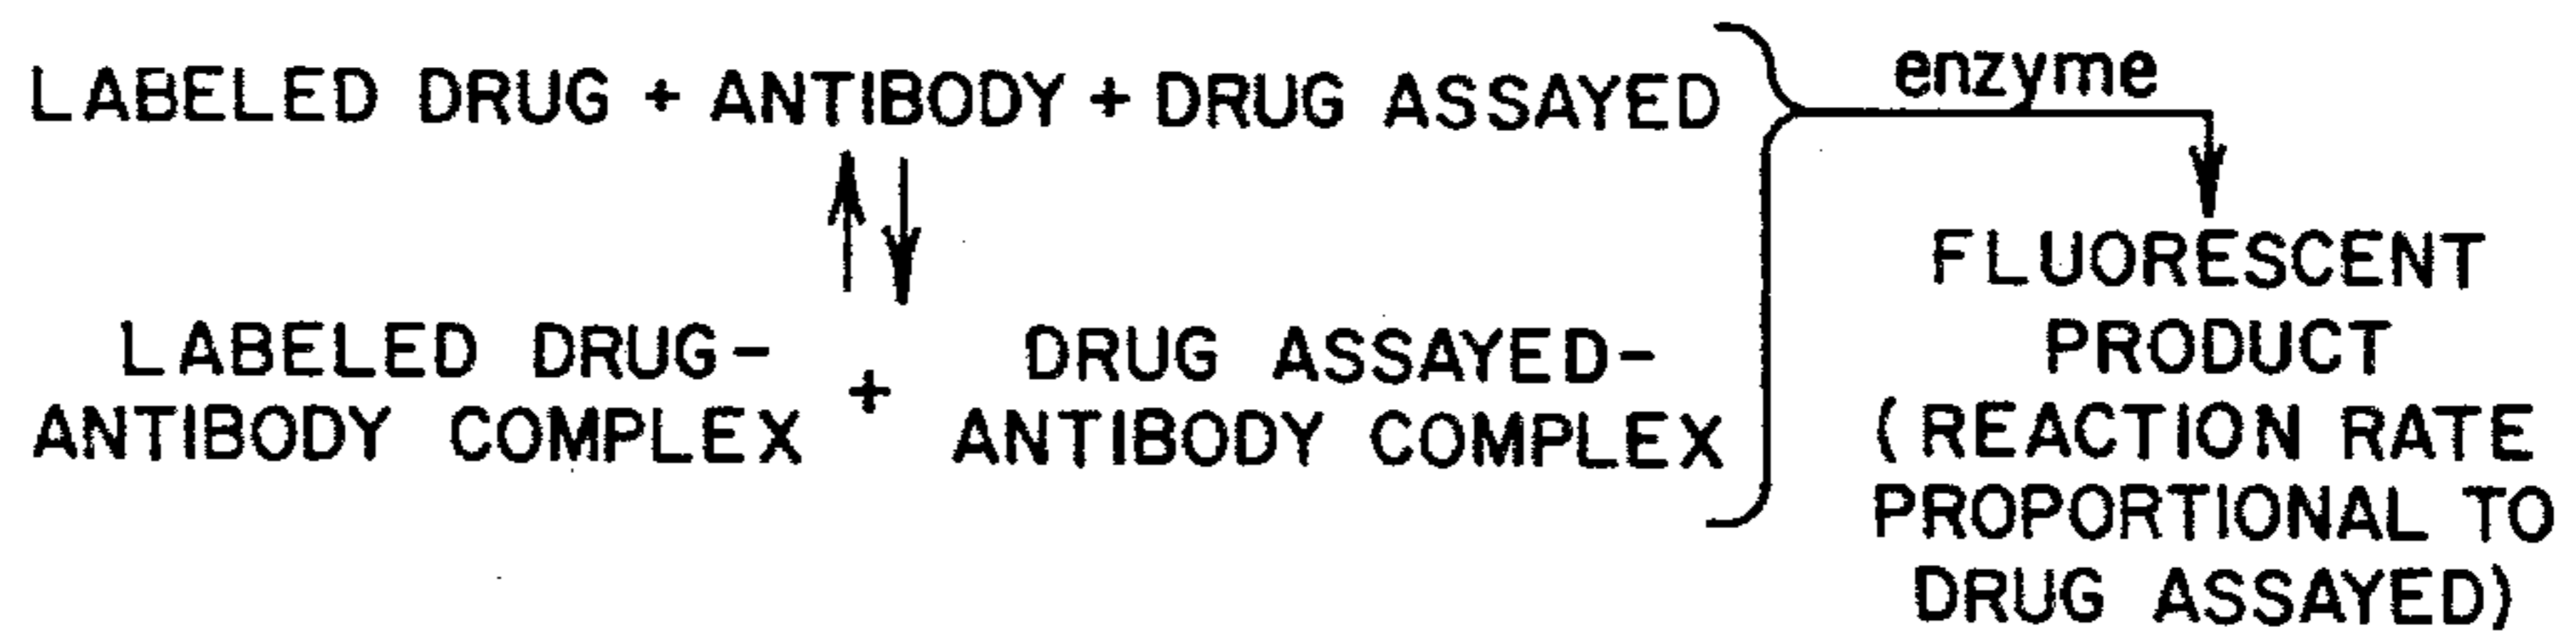 LABELED DRUG + ANTIBODY + DRUG ASSAYED
enzyme
LABELED DRUG-
ANTIBODY COMPLEX
+
DRUG ASSAYED-
ANTIBODY COMPLEX
FLUORESCENT
PRODUCT
(REACTION RATE
PROPORTIONAL TO
DRUG ASSAYED)